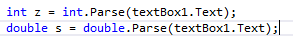 int z = int.Parse(textBox1.Text);
double s = double.Parse(textBox1.Text);